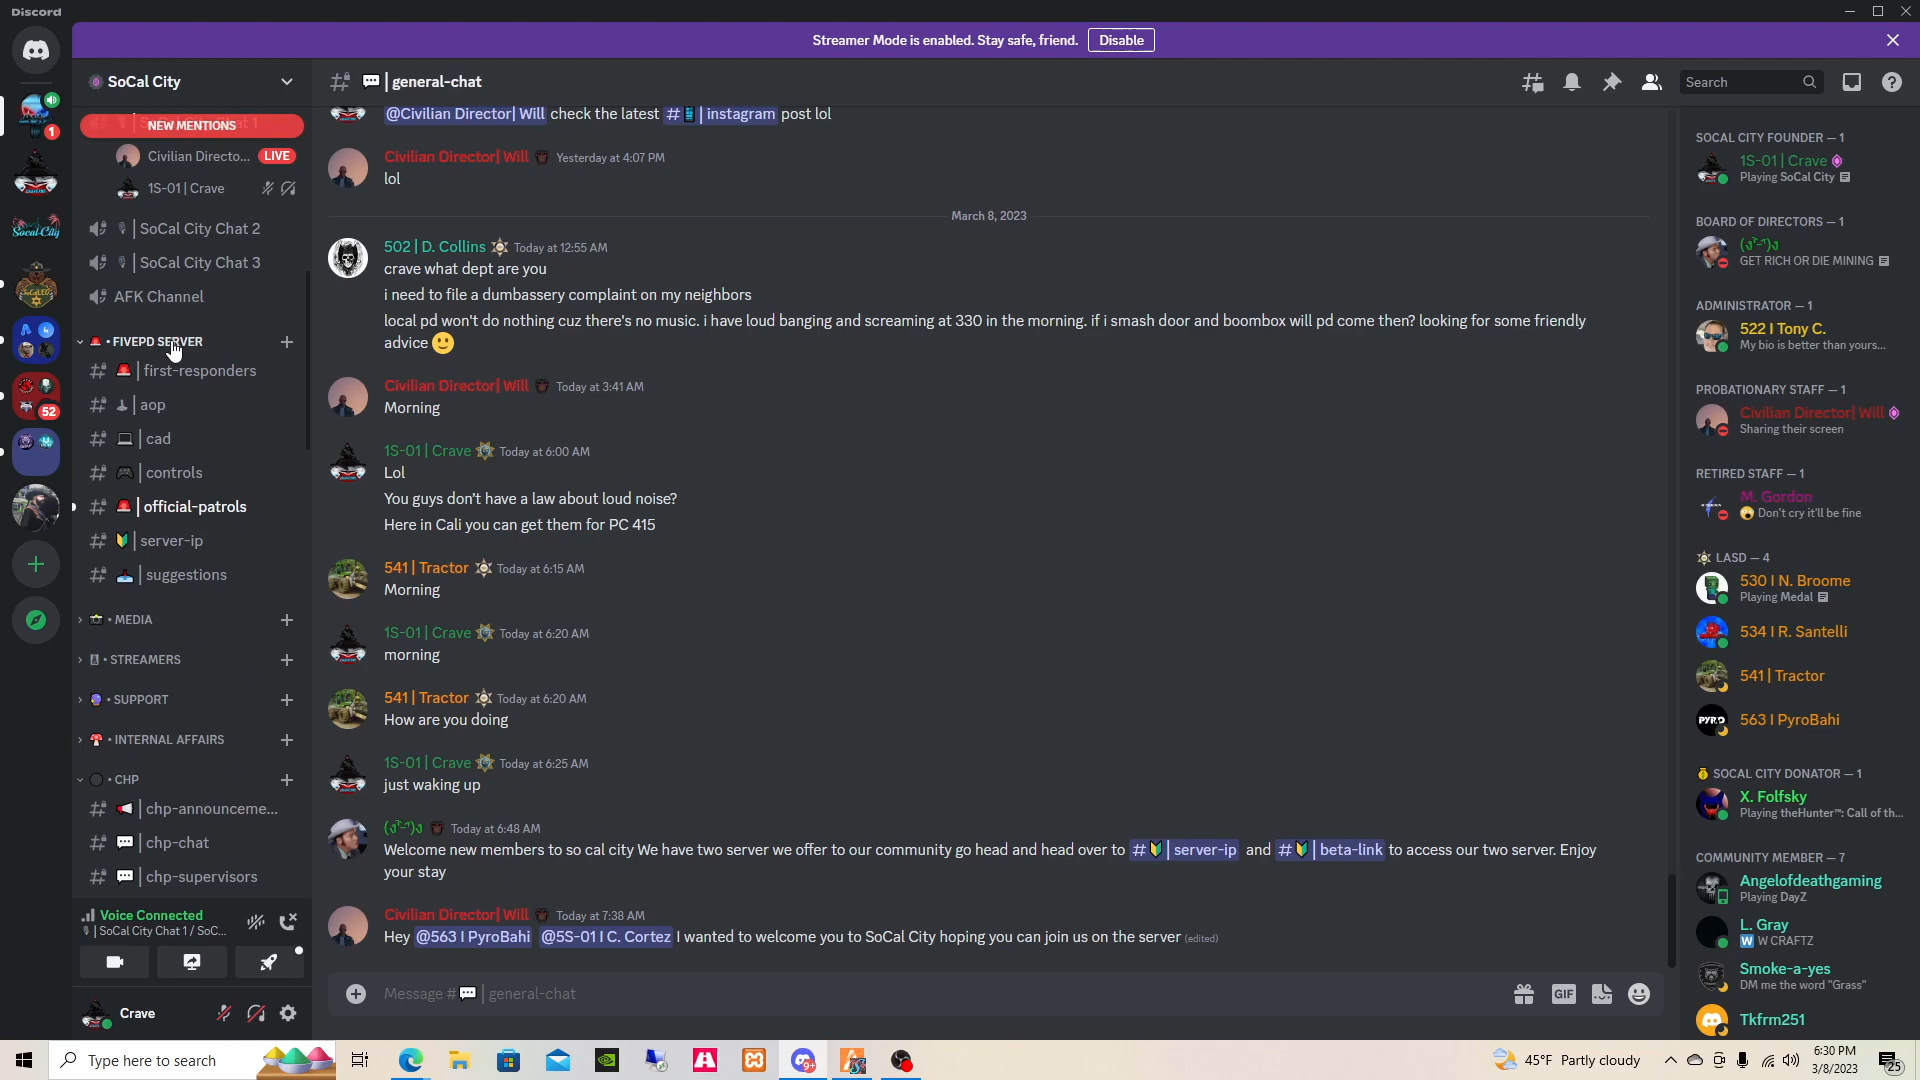 Discord
Streamer Mode is enabled. Stay safe, friend. Disable
SoCal City
NEW MENTIONS
Civilian Directo... LIVE
1S-01 | Crave
| SoCal City Chat 2
| SoCal City Chat 3
AFK Channel
• FIVEPD SERVER
| first-responders
| aop
| cad
| controls
| official-patrols
| server-ip
| suggestions
• MEDIA
• STREAMERS
• SUPPORT
• INTERNAL AFFAIRS
• CHP
| chp-announceme...
| chp-chat
| chp-supervisors
Voice Connected
| SoCal City Chat 1 / SoC...
Crave
1
52
Socal City
# 💬 | general-chat
Search
@Civilian Director| Will check the latest # | instagram post lol
Civilian Director| Will Yesterday at 4:07 PM
lol
March 8, 2023
502 | D. Collins Today at 12:55 AM
crave what dept are you
i need to file a dumbassery complaint on my neighbors
local pd won't do nothing cuz there's no music. i have loud banging and screaming at 330 in the morning. if i smash door and boombox will pd come then? looking for some friendly
advice 🙂
Civilian Director| Will Today at 3:41 AM
Morning
1S-01 | Crave Today at 6:00 AM
Lol
You guys don't have a law about loud noise?
Here in Cali you can get them for PC 415
541 | Tractor Today at 6:15 AM
Morning
1S-01 | Crave Today at 6:20 AM
morning
541 | Tractor Today at 6:20 AM
How are you doing
1S-01 | Crave Today at 6:25 AM
just waking up
Today at 6:48 AM
Welcome new members to so cal city We have two server we offer to our community go head and head over to #🔰 | server-ip and #🔰 | beta-link to access our two server. Enjoy
your stay
Civilian Director| Will Today at 7:38 AM
Hey @563 I PyroBahi @5S-01 I C. Cortez I wanted to welcome you to SoCal City hoping you can join us on the server (edited)
Message #💬 | general-chat
GIF
SOCAL CITY FOUNDER — 1
1S-01 | Crave
Playing SoCal City
BOARD OF DIRECTORS — 1
GET RICH OR DIE MINING
ADMINISTRATOR — 1
522 I Tony C.
My bio is better than yours...
PROBATIONARY STAFF — 1
Civilian Director| Will
Sharing their screen
RETIRED STAFF — 1
M. Gordon
Don't cry it'll be fine
LASD — 4
530 I N. Broome
Playing Medal
534 I R. Santelli
541 | Tractor
PYRO
563 I PyroBahi
SOCAL CITY DONATOR — 1
X. Folfsky
Playing theHunter™: Call of th...
COMMUNITY MEMBER — 7
Angelofdeathgaming
Playing DayZ
L. Gray
W W CRAFTZ
Smoke-a-yes
DM me the word "Grass"
Tkfrm251
Type here to search
9+
45°F Partly cloudy
6:30 PM
3/8/2023
25